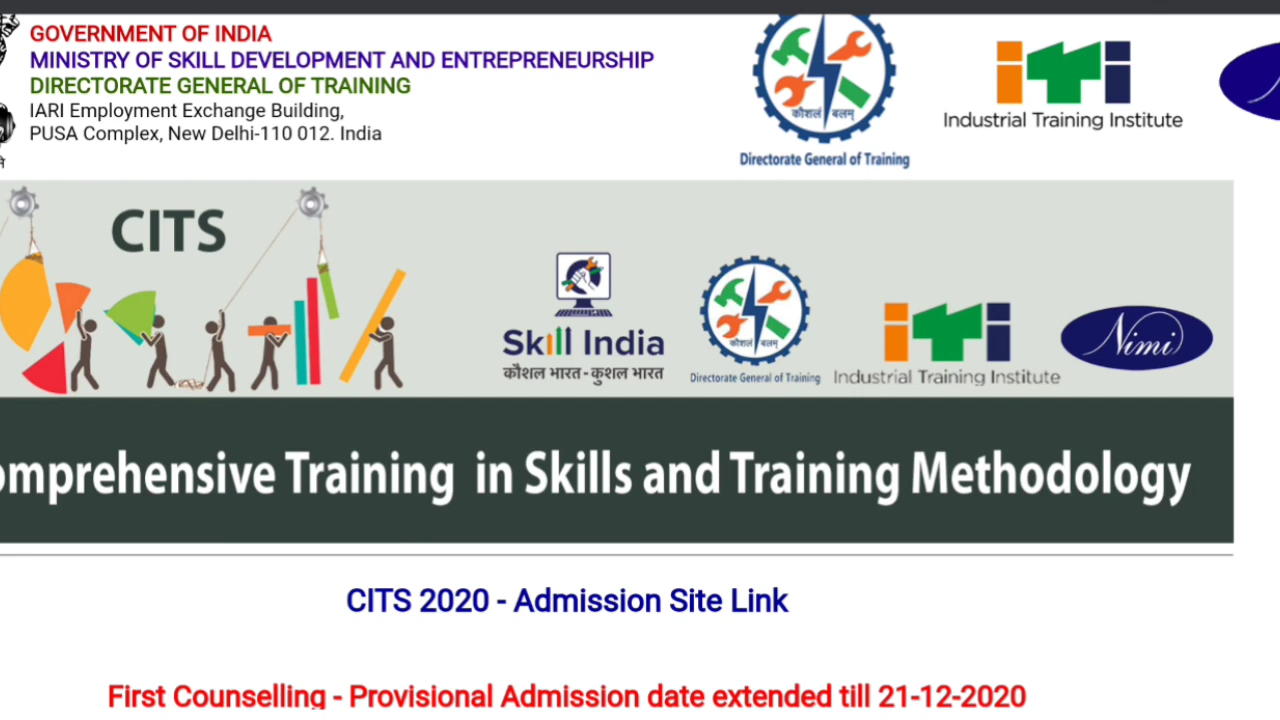 GOVERNMENT OF INDIA
MINISTRY OF SKILL DEVELOPMENT AND ENTREPRENEURSHIP
DIRECTORATE GENERAL OF TRAINING
IARI Employment Exchange Building,
PUSA Complex, New Delhi-110 012. India
कौशलं बलम्
Directorate General of Training
Industrial Training Institute
CITS
Skill India
कौशल भारत - कुशल भारत
कौशलं बलम्
Directorate General of Training
iTi
Industrial Training Institute
Nimi
omprehensive Training in Skills and Training Methodology
CITS 2020 - Admission Site Link
First Counselling - Provisional Admission date extended till 21-12-2020